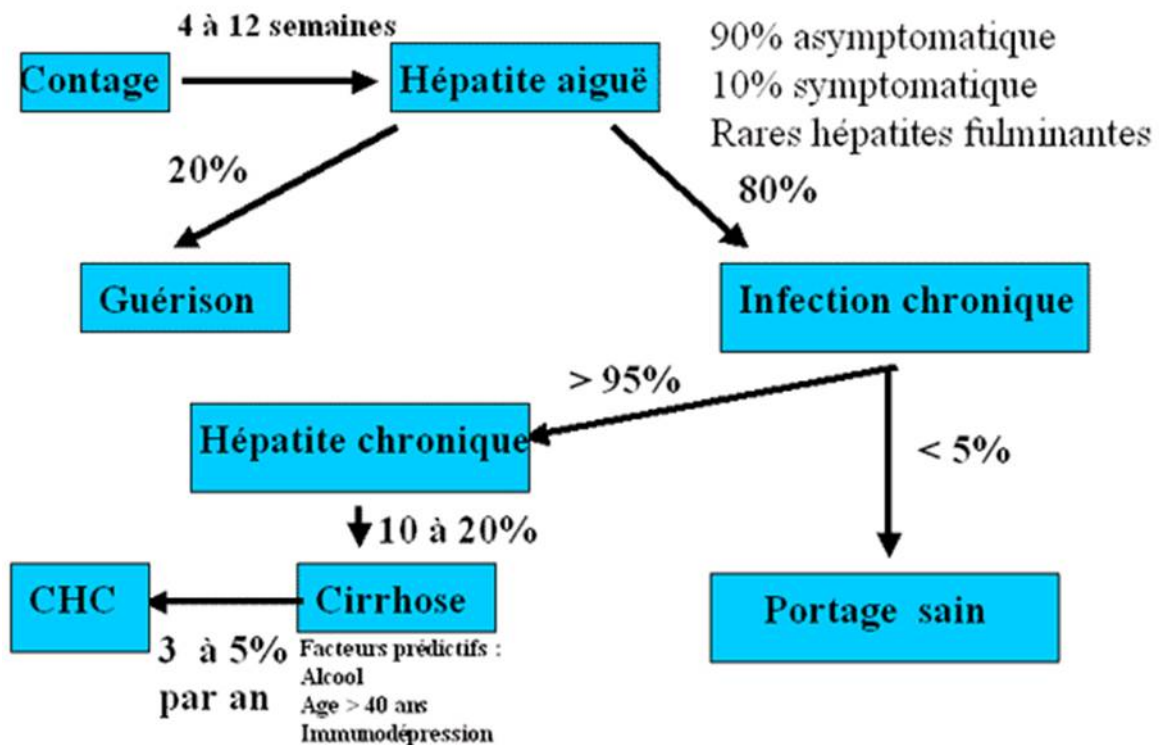 4 à 12 semaines
Contage
Hépatite aiguë
90% asymptomatique
10% symptomatique
Rares hépatites fulminantes
20%
80%
Guérison
Infection chronique
> 95%
< 5%
Hépatite chronique
10 à 20%
CHC
Cirrhose
Portage sain
3 à 5%
par an
Facteurs prédictifs :
Alcool
Age > 40 ans
Immunodépression